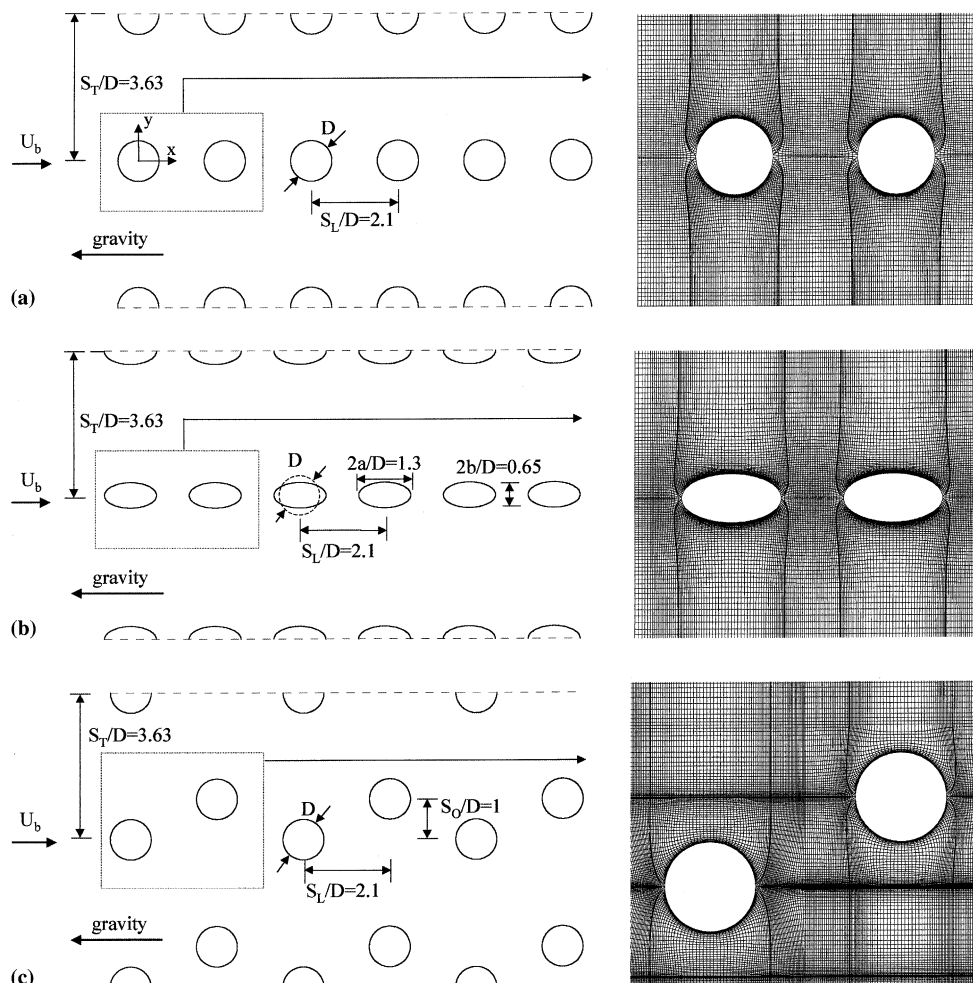 S_T/D=3.63
U_b
y
x
D
S_L/D=2.1
gravity
(a)
S_T/D=3.63
U_b
D
2a/D=1.3
2b/D=0.65
S_L/D=2.1
gravity
(b)
S_T/D=3.63
U_b
D
S_O/D=1
S_L/D=2.1
gravity
(c)